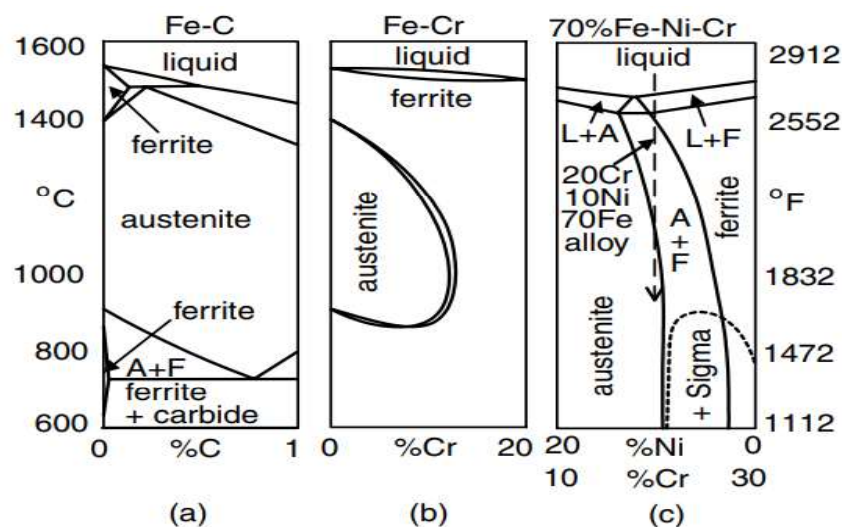 Fe-C
Fe-Cr
70%Fe-Ni-Cr
1600
liquid
liquid
liquid
2912
ferrite
1400
ferrite
L+A
L+F
2552
°C
austenite
austenite
20Cr
10Ni
70Fe
alloy
A
+
F
ferrite
°F
1000
1832
ferrite
800
A+F
austenite
+ Sigma
1472
ferrite
+ carbide
600
1112
0 %C 1
0 %Cr 20
20 %Ni 0
10 %Cr 30
(a)
(b)
(c)